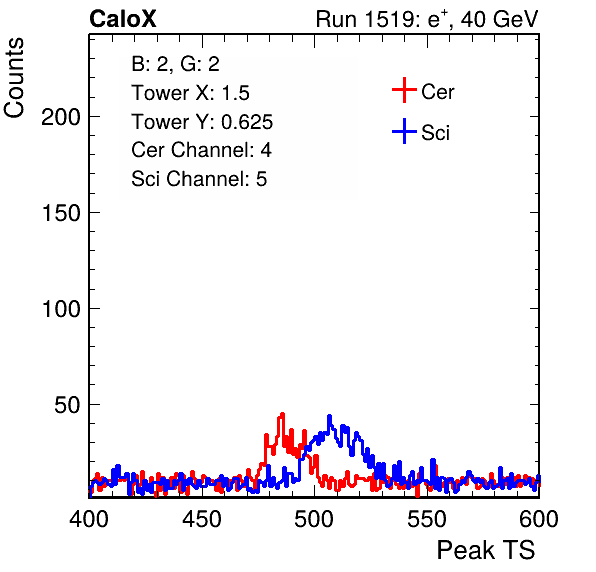 CaloX Run 1519: e⁺, 40 GeV
Counts
B: 2, G: 2
Tower X: 1.5
Tower Y: 0.625
Cer Channel: 4
Sci Channel: 5
Cer
Sci
200
150
100
50
400 450 500 550 600
Peak TS